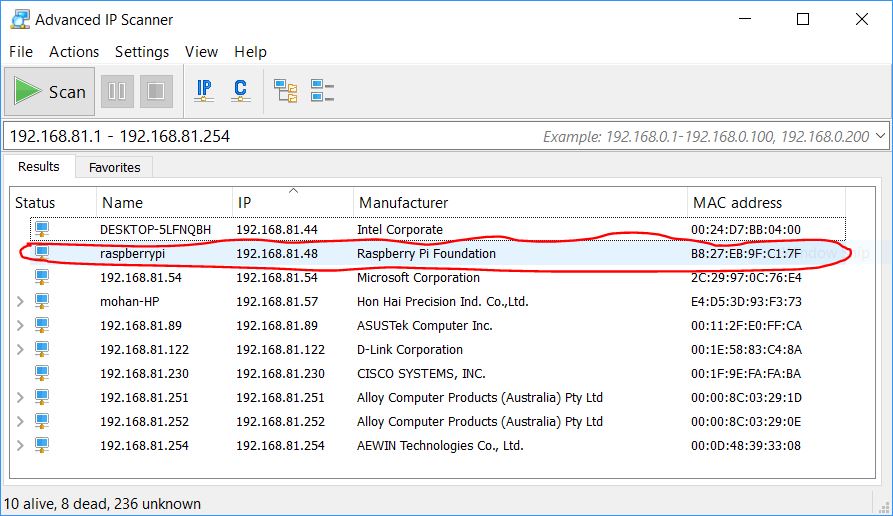 Advanced IP Scanner
File Actions Settings View Help
Scan IP C
192.168.81.1 - 192.168.81.254 Example: 192.168.0.1-192.168.0.100, 192.168.0.200
Results Favorites
Status Name IP Manufacturer MAC address
DESKTOP-5LFNQBH 192.168.81.44 Intel Corporate 00:24:D7:BB:04:00
raspberrypi 192.168.81.48 Raspberry Pi Foundation B8:27:EB:9F:C1:7F
192.168.81.54 192.168.81.54 Microsoft Corporation 2C:29:97:0C:76:E4
mohan-HP 192.168.81.57 Hon Hai Precision Ind. Co.,Ltd. E4:D5:3D:93:F3:73
192.168.81.89 192.168.81.89 ASUSTek Computer Inc. 00:11:2F:E0:FF:CA
192.168.81.122 192.168.81.122 D-Link Corporation 00:1E:58:83:C4:8A
192.168.81.230 192.168.81.230 CISCO SYSTEMS, INC. 00:1F:9E:FA:FA:BA
192.168.81.251 192.168.81.251 Alloy Computer Products (Australia) Pty Ltd 00:00:8C:03:29:1D
192.168.81.252 192.168.81.252 Alloy Computer Products (Australia) Pty Ltd 00:00:8C:03:29:0E
192.168.81.254 192.168.81.254 AEWIN Technologies Co., Ltd. 00:0D:48:39:33:08
10 alive, 8 dead, 236 unknown